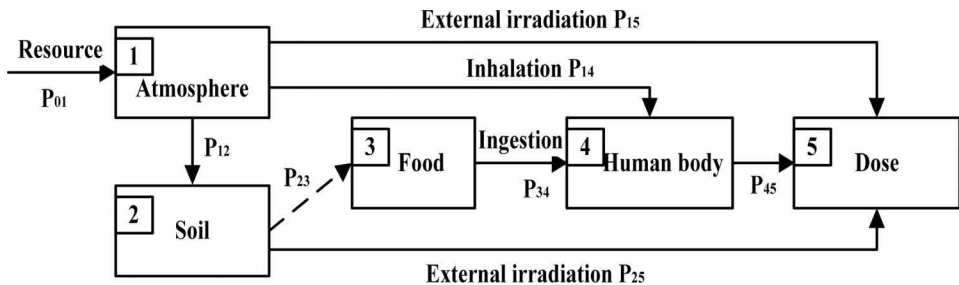 External irradiation P15
Resource
P01
1
Atmosphere
Inhalation P14
P12
P23
3
Food
Ingestion
P34
4
Human body
P45
5
Dose
2
Soil
External irradiation P25